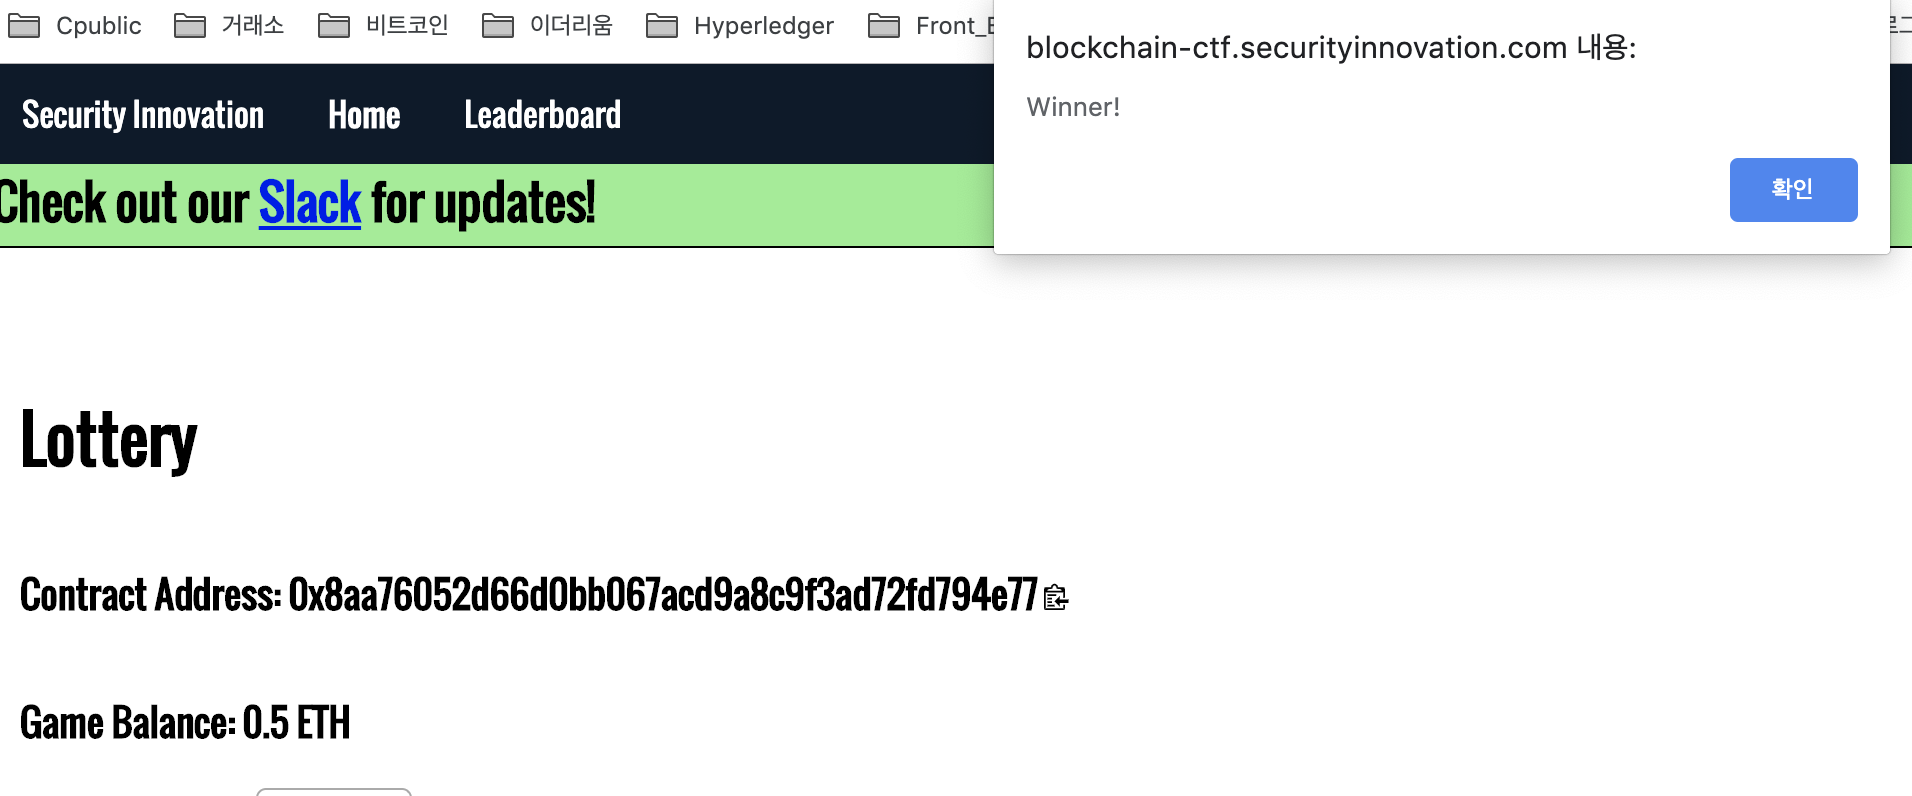 Cpublic 거래소 비트코인 이더리움 Hyperledger Front_
blockchain-ctf.securityinnovation.com 내용:
Winner!
확인
Security Innovation Home Leaderboard
Check out our Slack for updates!
Lottery
Contract Address: 0x8aa76052d66d0bb067acd9a8c9f3ad72fd794e77
Game Balance: 0.5 ETH